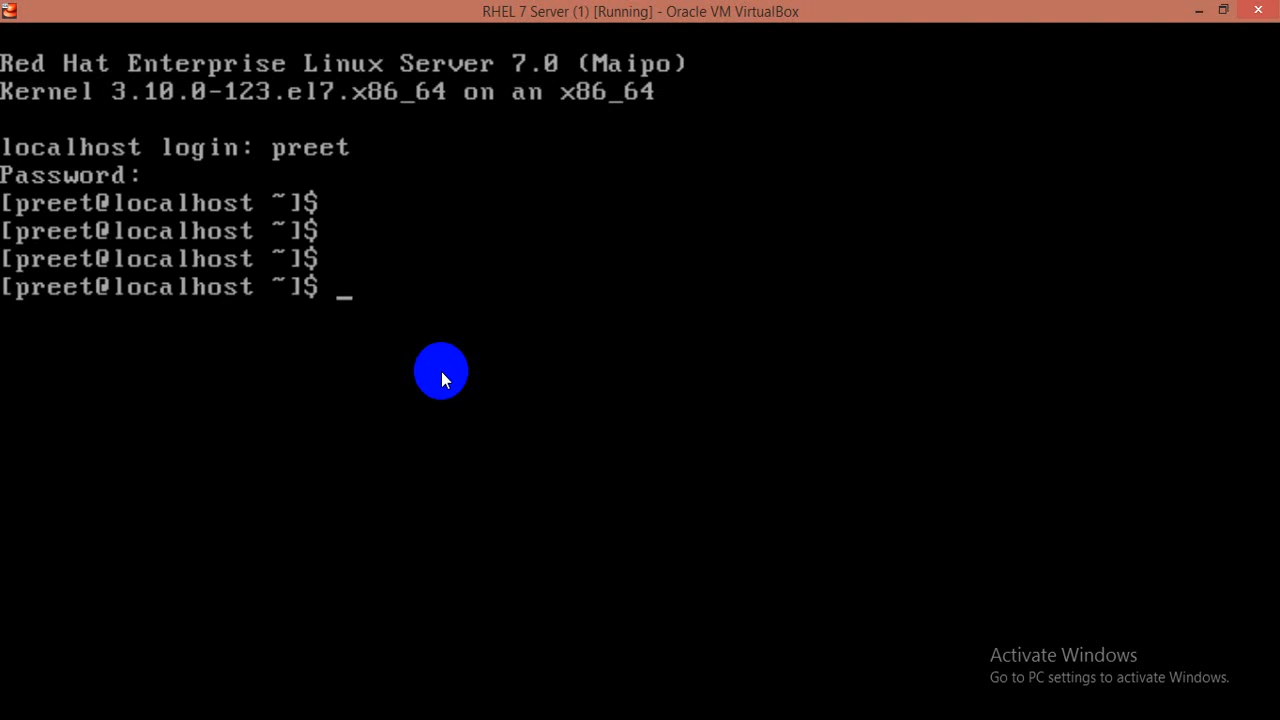 RHEL 7 Server (1) [Running] - Oracle VM VirtualBox
Red Hat Enterprise Linux Server 7.0 (Maipo)
Kernel 3.10.0-123.el7.x86_64 on an x86_64
localhost login: preet
Password:
[preet@localhost ~]$
[preet@localhost ~]$
[preet@localhost ~]$
[preet@localhost ~]$ _
Activate Windows
Go to PC settings to activate Windows.